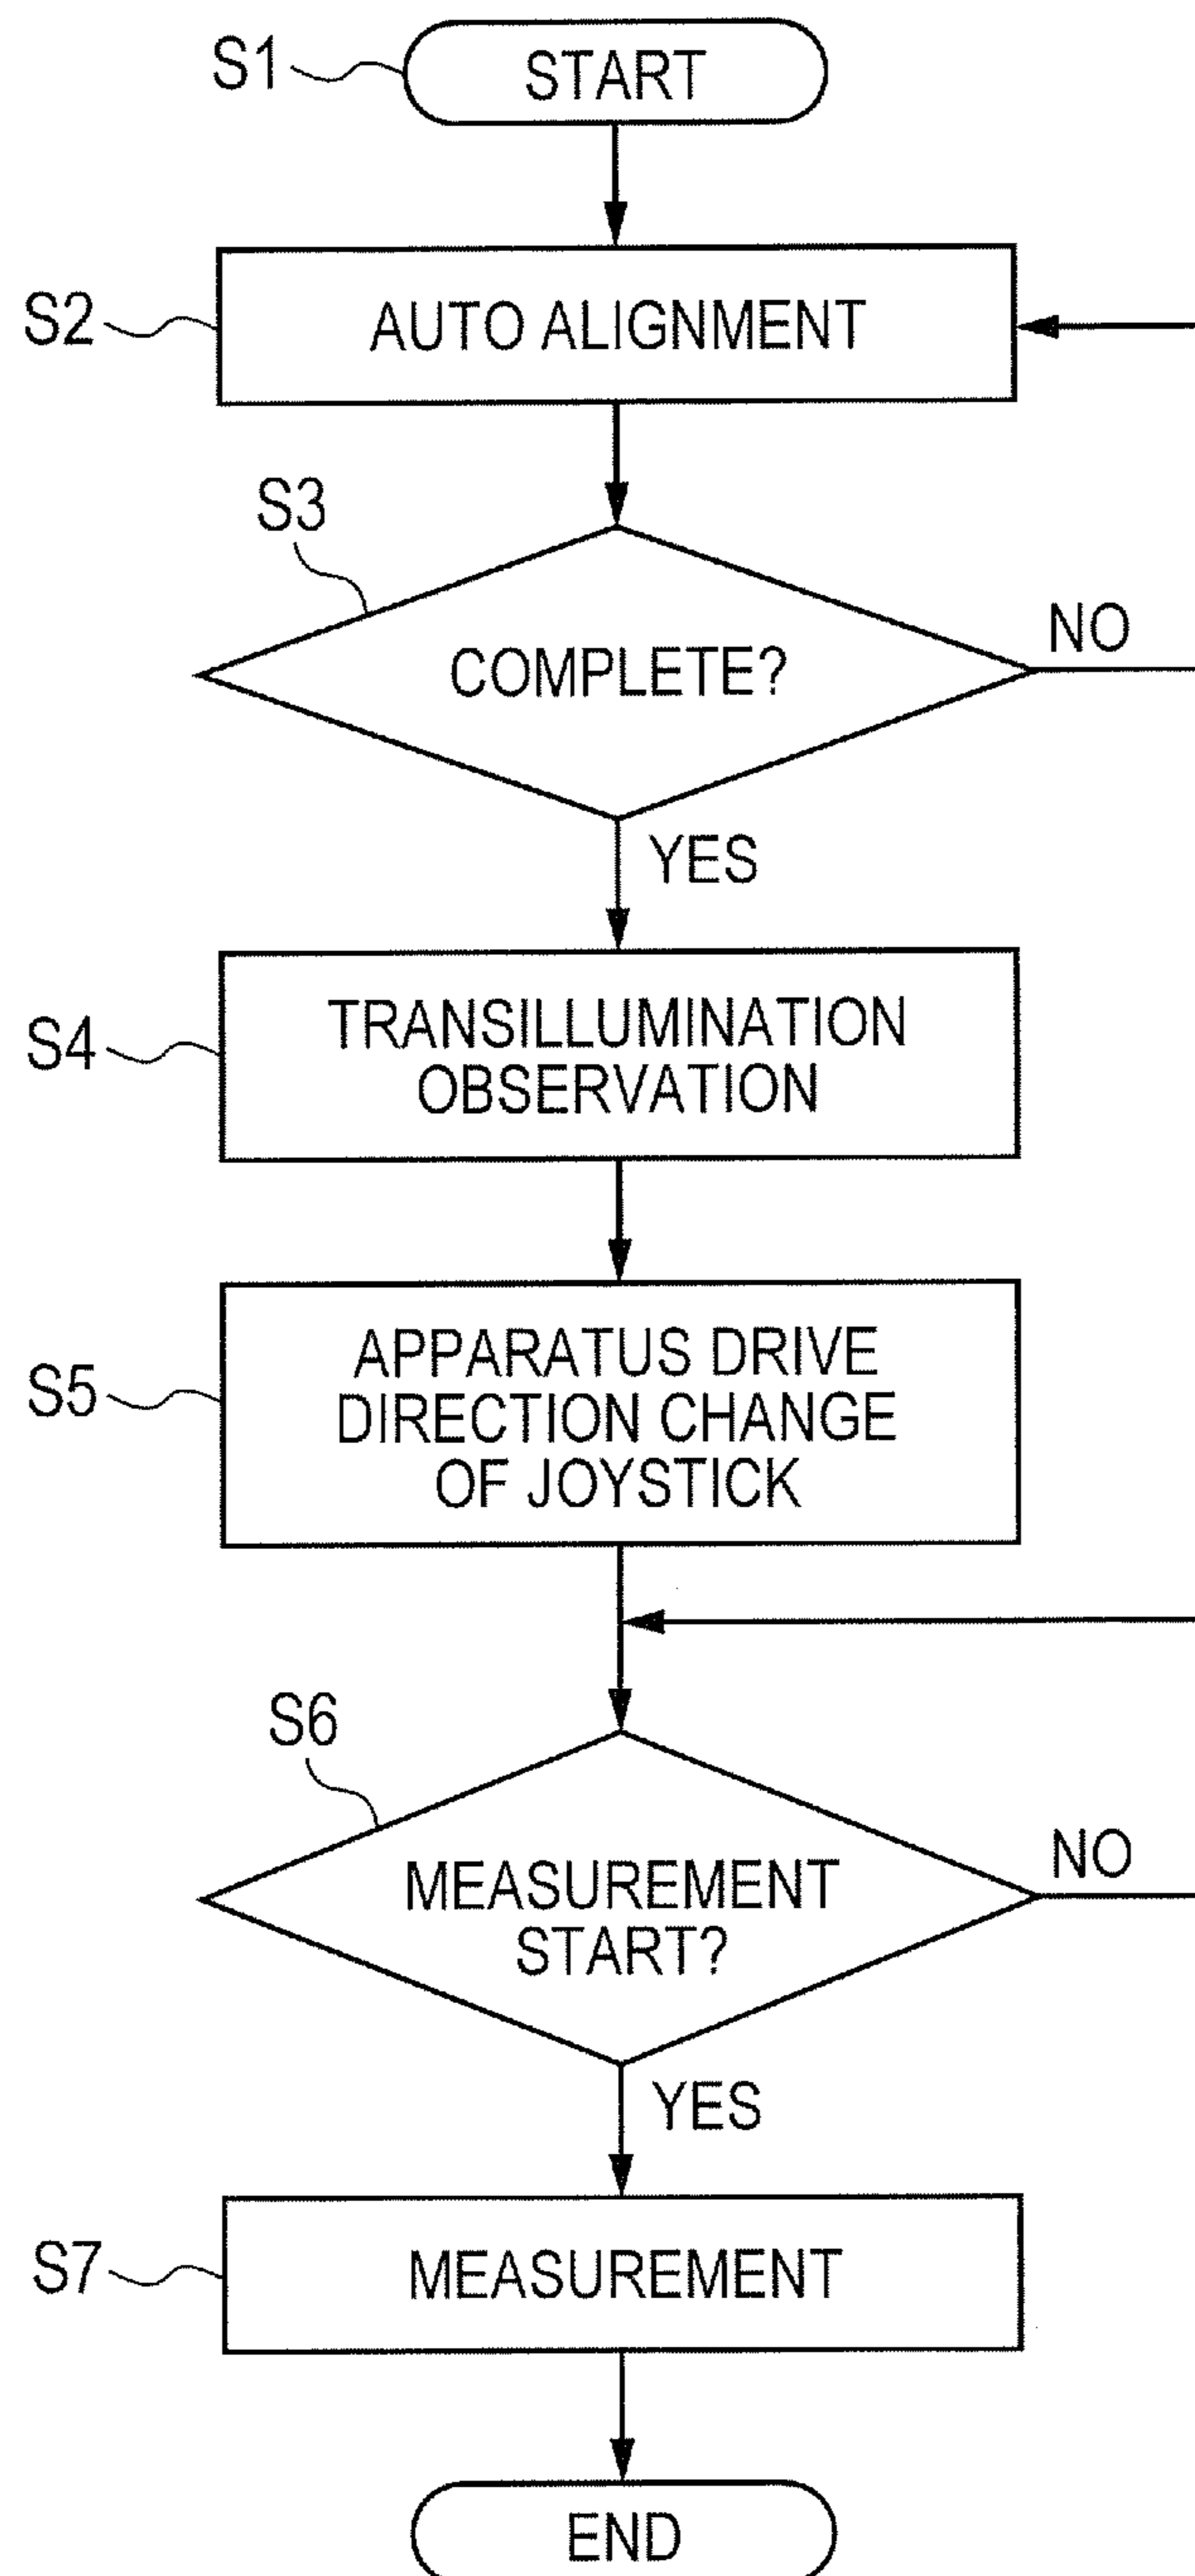 S1
START
S2
AUTO ALIGNMENT
S3
COMPLETE?
NO
YES
S4
TRANSILLUMINATION
OBSERVATION
S5
APPARATUS DRIVE
DIRECTION CHANGE
OF JOYSTICK
S6
MEASUREMENT
START?
NO
YES
S7
MEASUREMENT
END